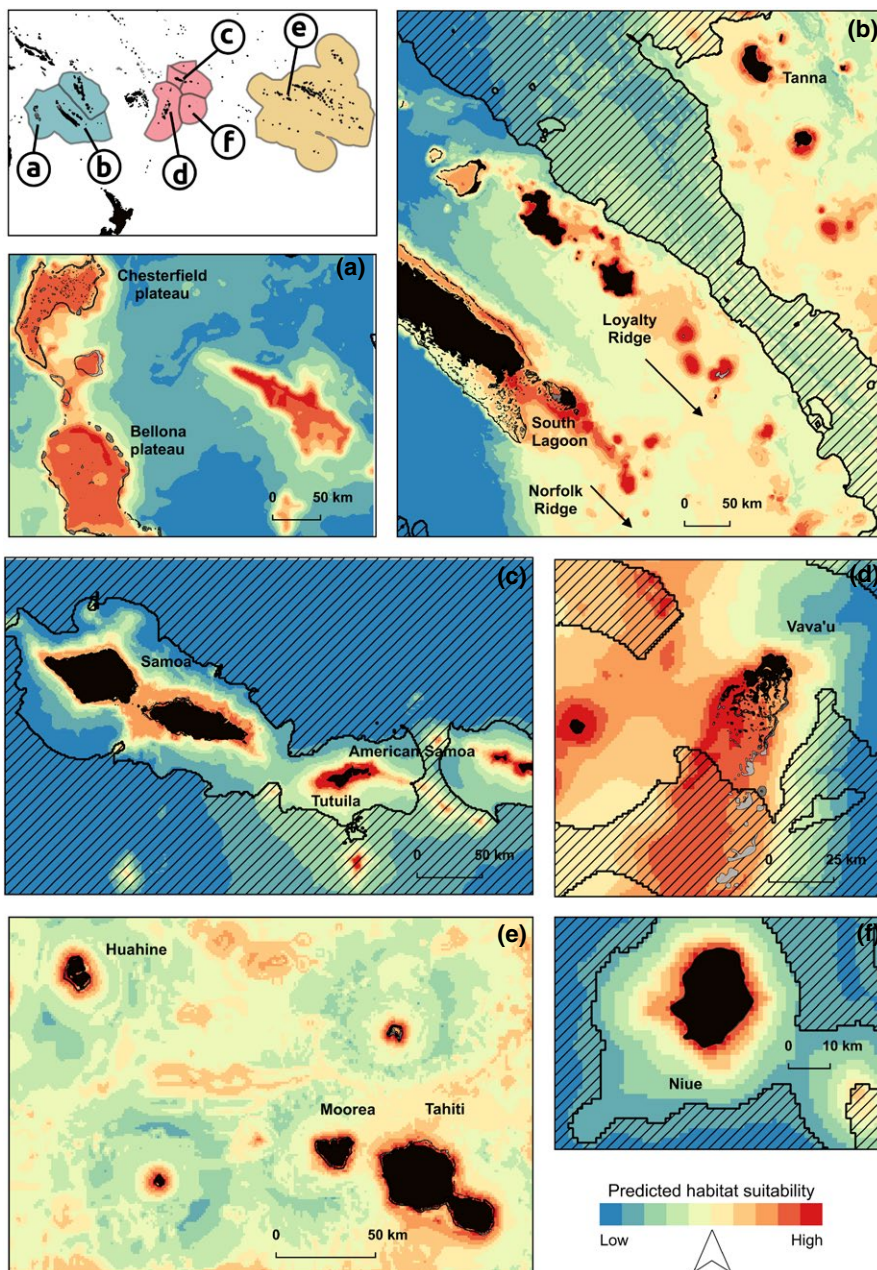 c
e
a
b
d
f
(a)
Chesterfield
plateau
Bellona
plateau
0 50 km
(b)
Tanna
Loyalty
Ridge
South
Lagoon
Norfolk
Ridge
0 50 km
(c)
Samoa
American Samoa
Tutuila
0 50 km
(d)
Vava'u
0 25 km
(e)
Huahine
Moorea Tahiti
0 50 km
(f)
0 10 km
Niue
Predicted habitat suitability
Low High